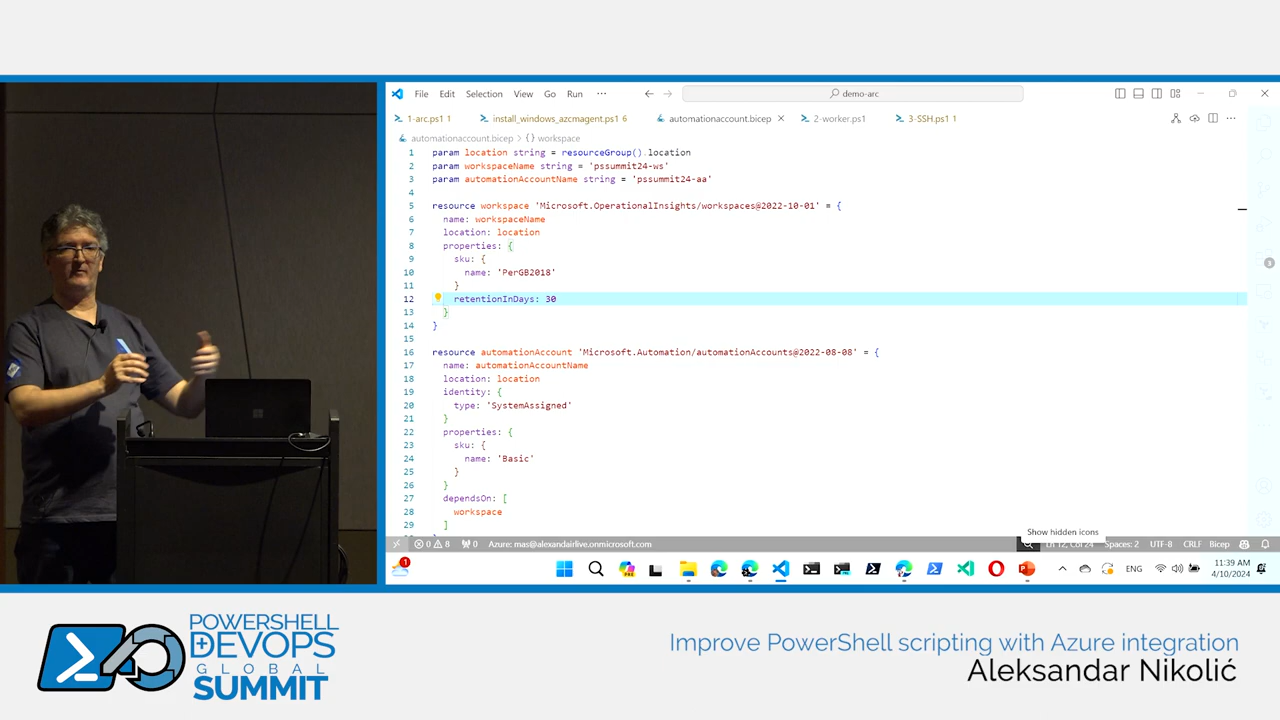 File Edit Selection View Go Run ···
demo-arc
1-arc.ps1 1
install_windows_azcmagent.ps1 6
automationaccount.bicep
2-worker.ps1
3-SSH.ps1 1
automationaccount.bicep > {} workspace
1 param location string = resourceGroup().location
2 param workspaceName string = 'pssummit24-ws'
3 param automationAccountName string = 'pssummit24-aa'
4
5 resource workspace 'Microsoft.OperationalInsights/workspaces@2022-10-01' = {
6 name: workspaceName
7 location: location
8 properties: {
9 sku: {
10 name: 'PerGB2018'
11 }
12 retentionInDays: 30
13 }
14 }
15
16 resource automationAccount 'Microsoft.Automation/automationAccounts@2022-08-08' = {
17 name: automationAccountName
18 location: location
19 identity: {
20 type: 'SystemAssigned'
21 }
22 properties: {
23 sku: {
24 name: 'Basic'
25 }
26 }
27 dependsOn: [
28 workspace
29 ]
Show hidden icons
0 8 0 Azure: mas@alexandairlive.onmicrosoft.com
Spaces: 2 UTF-8 CRLF Bicep
1
ENG
11:39 AM
4/10/2024
POWERSHELL
DEVOPS
GLOBAL
SUMMIT
Improve PowerShell scripting with Azure integration
Aleksandar Nikolić